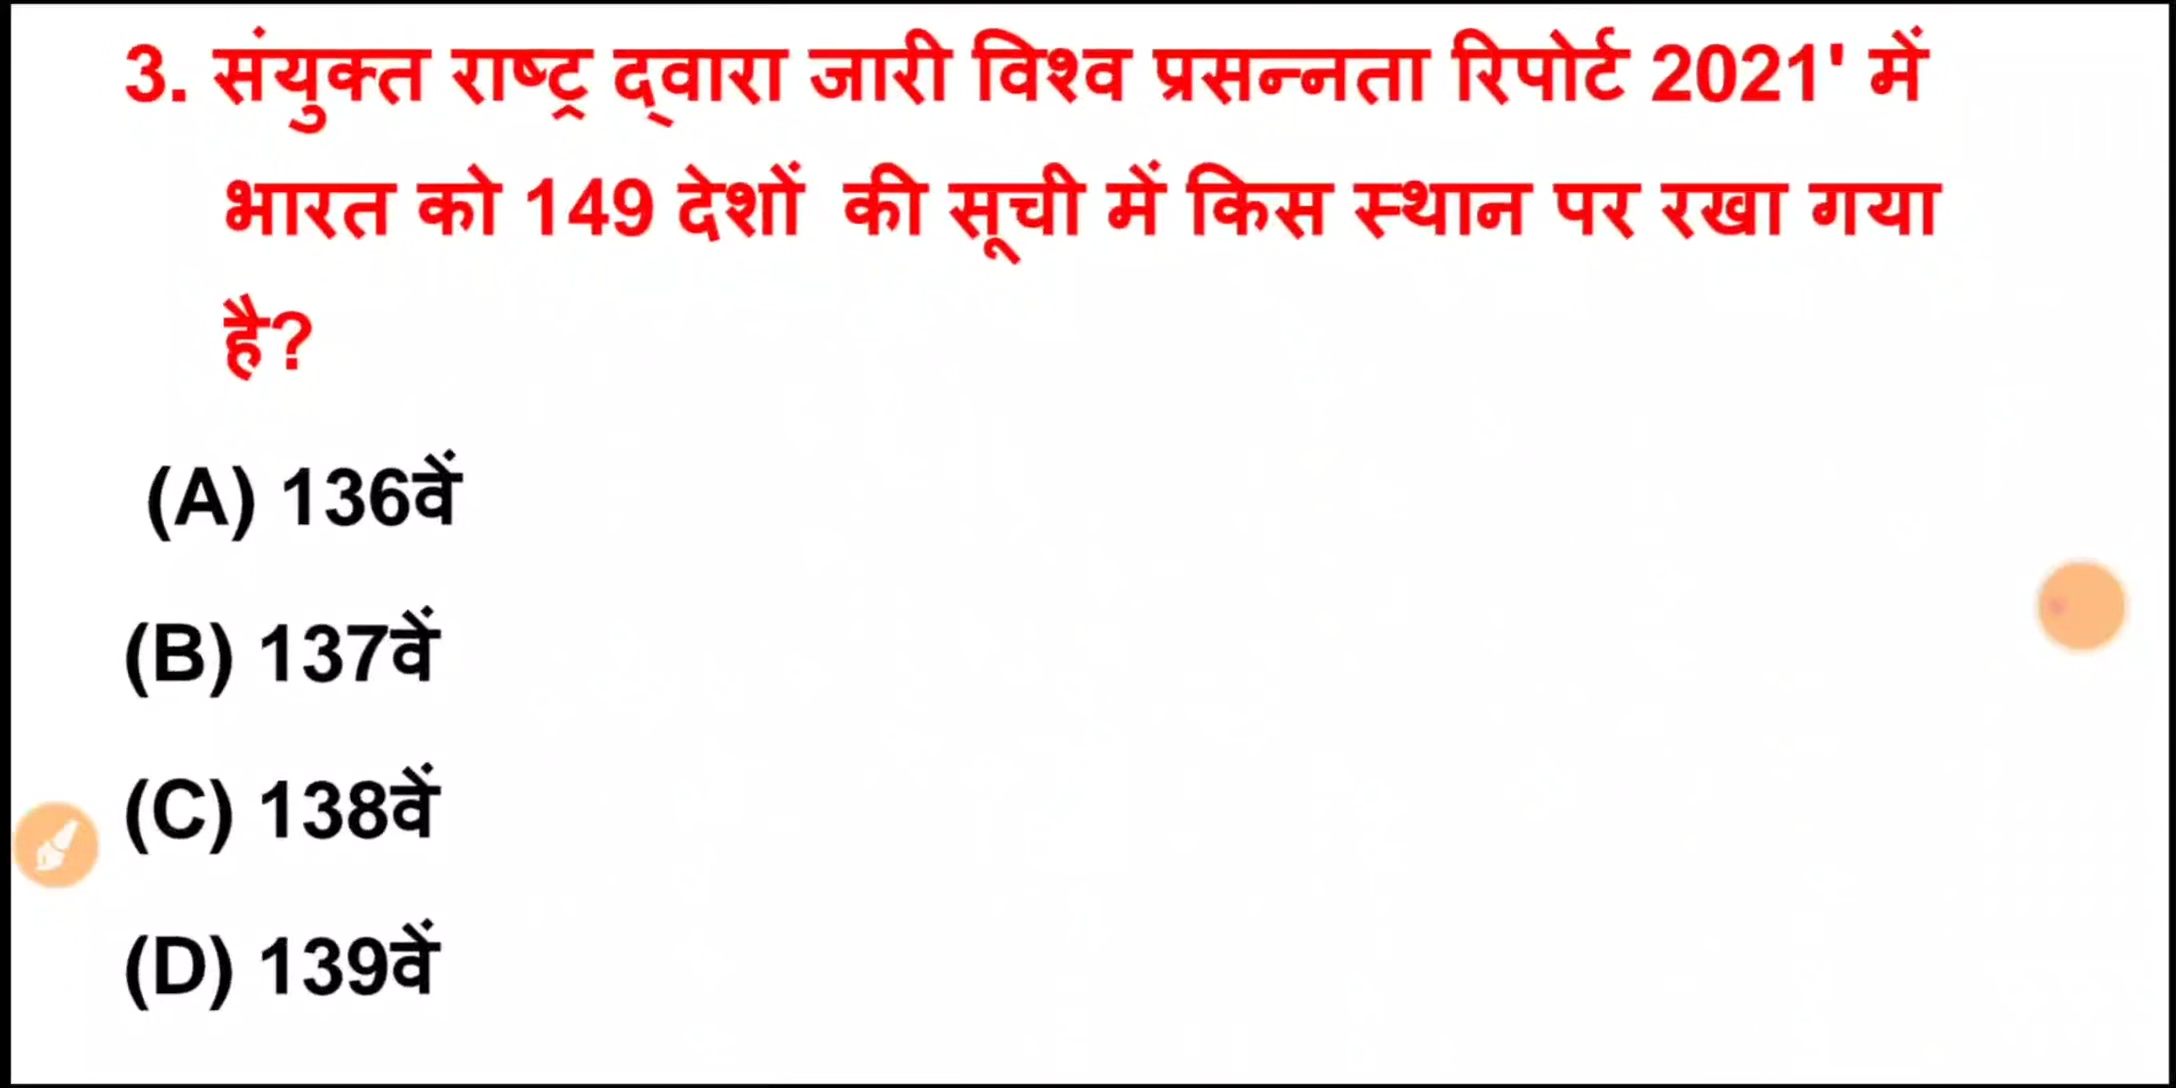 3. संयुक्त राष्ट्र द्वारा जारी विश्व प्रसन्नता रिपोर्ट 2021' में
भारत को 149 देशों की सूची में किस स्थान पर रखा गया
है?
(A) 136वें
(B) 137वें
(C) 138वें
(D) 139वें